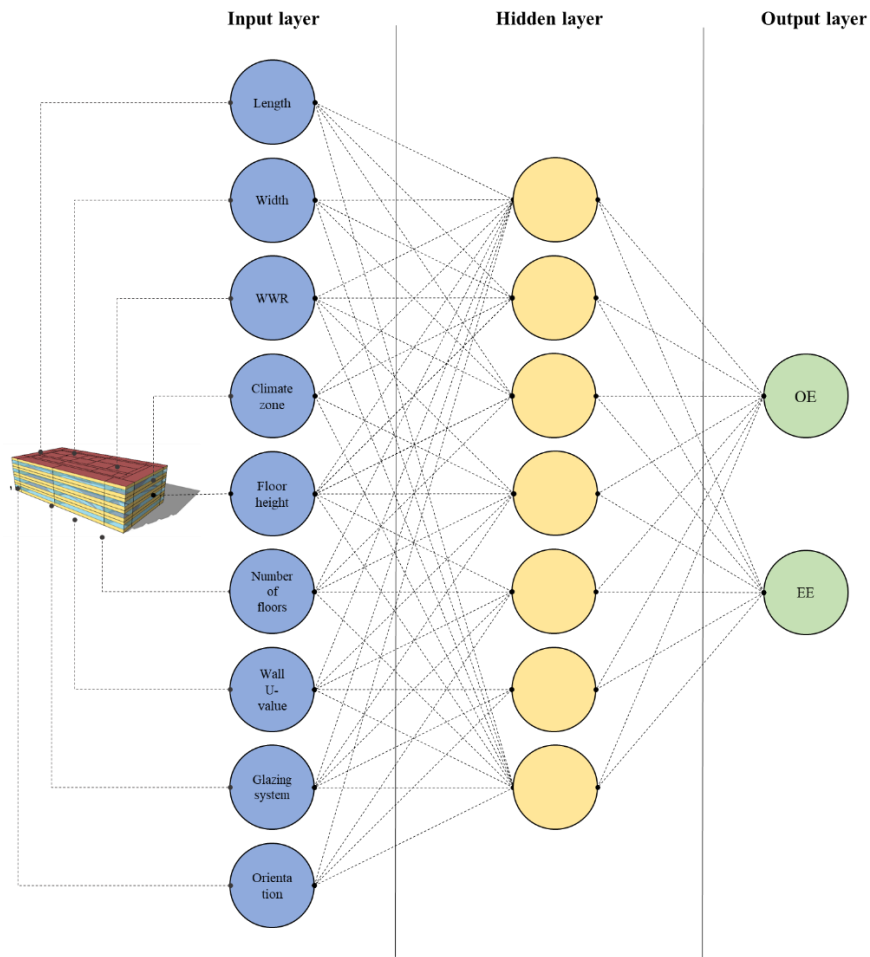 Input layer
Hidden layer
Output layer
Length
Width
WWR
Climate
zone
Floor
height
Number
of
floors
Wall
U-
value
Glazing
system
Orienta
tion
OE
EE